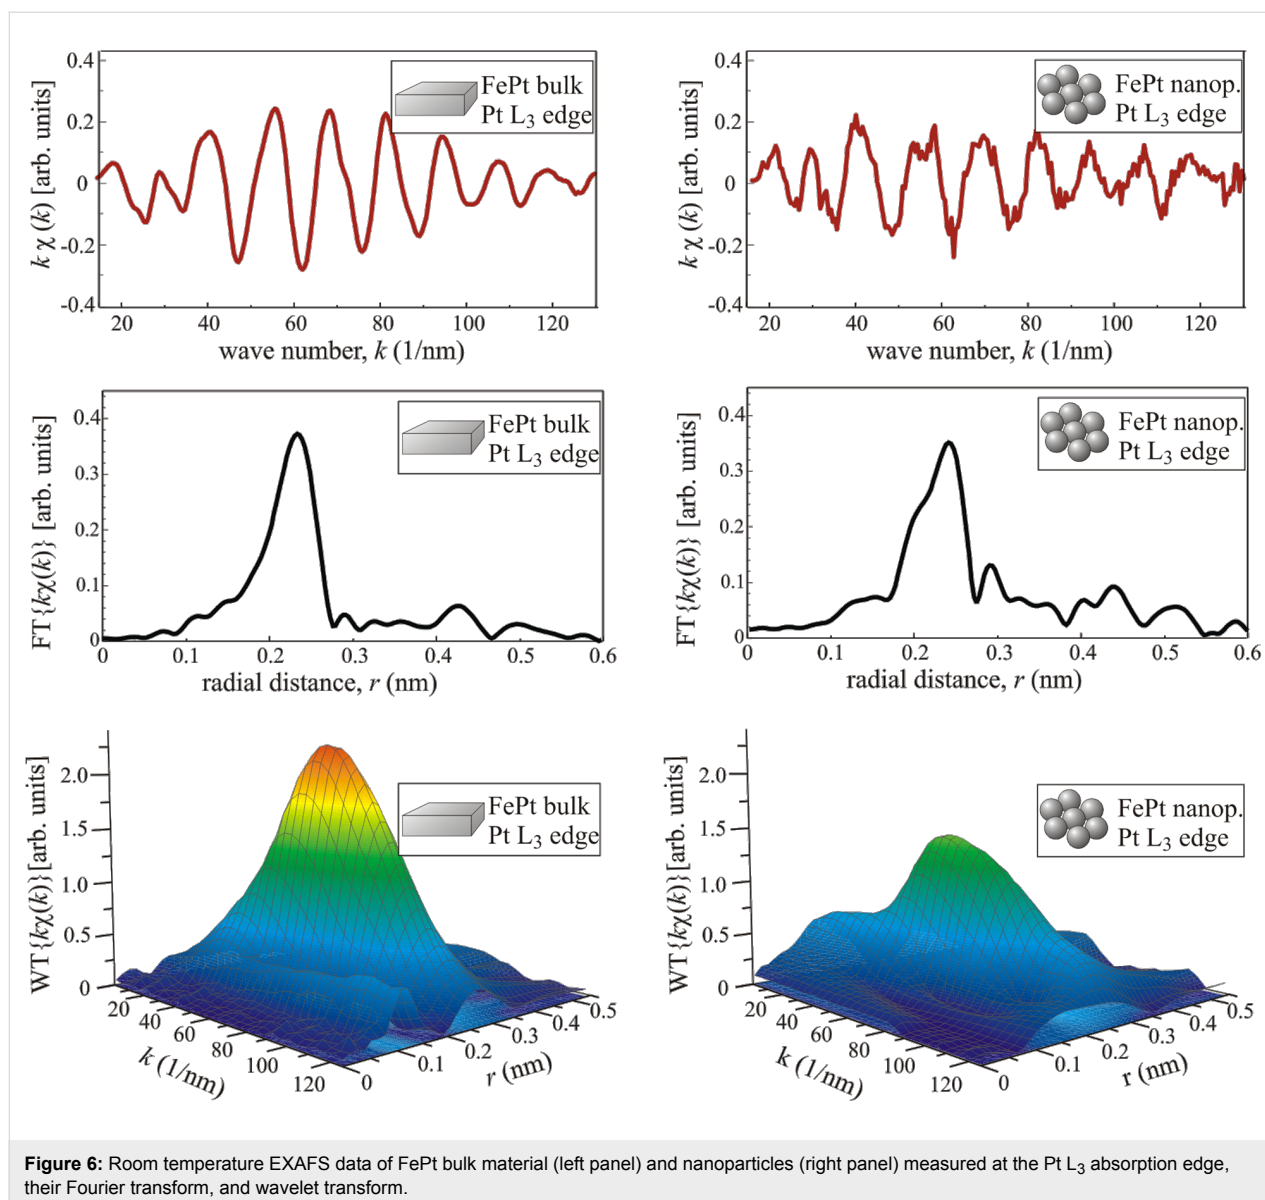 0.4
0.2
0
-0.2
-0.4
k χ (k) [arb. units]
FePt bulk
Pt L3 edge
20 40 60 80 100 120
wave number, k (1/nm)
0.4
0.2
0
-0.2
-0.4
k χ (k) [arb. units]
FePt nanop.
Pt L3 edge
20 40 60 80 100 120
wave number, k (1/nm)
0.4
0.3
0.2
0.1
0
FT{kχ(k)} [arb. units]
FePt bulk
Pt L3 edge
0 0.1 0.2 0.3 0.4 0.5 0.6
radial distance, r (nm)
0.4
0.3
0.2
0.1
0
FT{kχ(k)} [arb. units]
FePt nanop.
Pt L3 edge
0 0.1 0.2 0.3 0.4 0.5 0.6
radial distance, r (nm)
2.0
1.5
1.0
0.5
0
WT{kχ(k)}[arb. units]
FePt bulk
Pt L3 edge
20 40 60 80 100 120
k (1/nm)
0 0.1 0.2 0.3 0.4 0.5
r (nm)
2.0
1.5
1.0
0.5
0
WT{kχ(k)}[arb. units]
FePt nanop.
Pt L3 edge
20 40 60 80 100 120
k (1/nm)
0 0.1 0.2 0.3 0.4 0.5
r (nm)
Figure 6: Room temperature EXAFS data of FePt bulk material (left panel) and nanoparticles (right panel) measured at the Pt L3 absorption edge,
their Fourier transform, and wavelet transform.